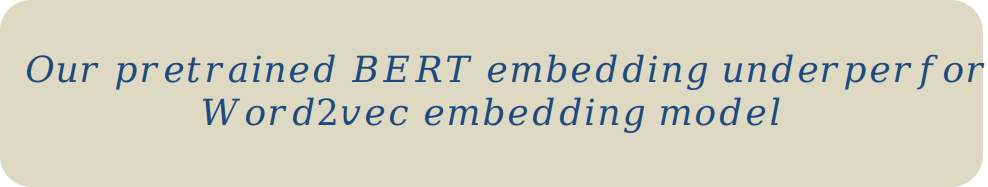 Our pretrained BERT embedding underperfor
Word2vec embedding model